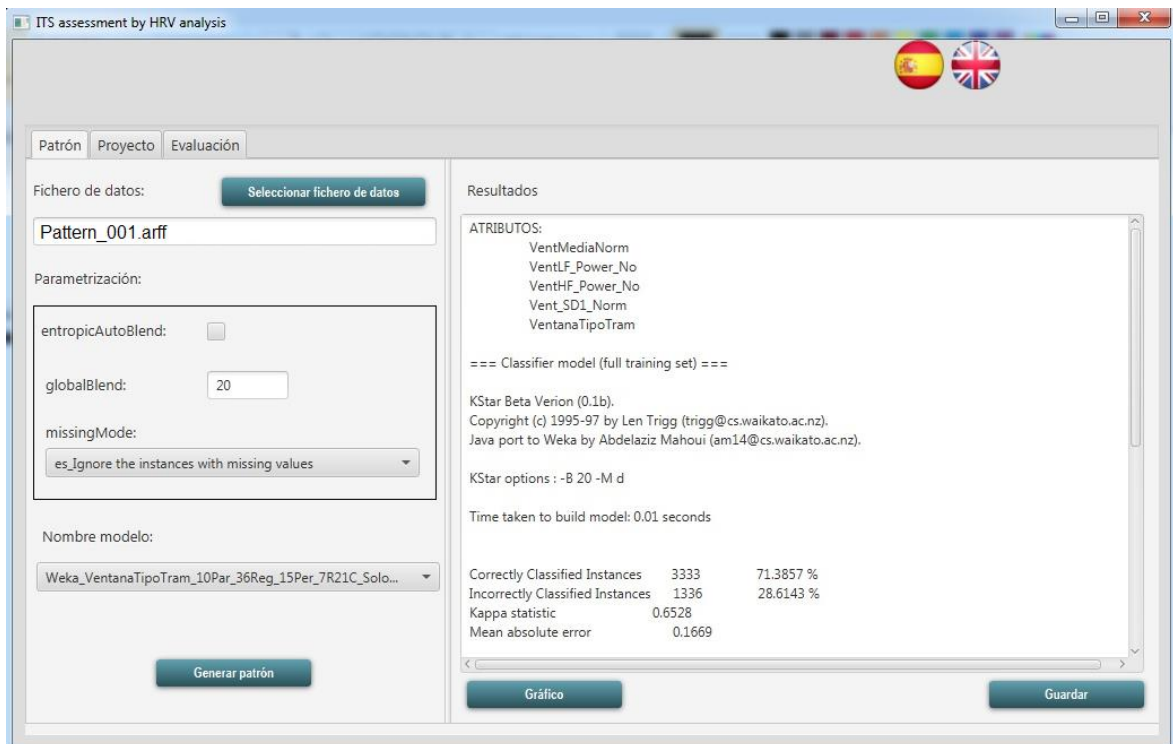 ITS assessment by HRV analysis
Patrón Proyecto Evaluación
Fichero de datos:
Seleccionar fichero de datos
Pattern_001.arff
Parametrización:
entropicAutoBlend:
globalBlend:
20
missingMode:
es_Ignore the instances with missing values
Nombre modelo:
Weka_VentanaTipoTram_10Par_36Reg_15Per_7R21C_Solo...
Generar patrón
Resultados
ATRIBUTOS:
VentMediaNorm
VentLF_Power_No
VentHF_Power_No
Vent_SD1_Norm
VentanaTipoTram
=== Classifier model (full training set) ===
KStar Beta Verion (0.1b).
Copyright (c) 1995-97 by Len Trigg (trigg@cs.waikato.ac.nz).
Java port to Weka by Abdelaziz Mahoui (am14@cs.waikato.ac.nz).
KStar options : -B 20 -M d
Time taken to build model: 0.01 seconds
Correctly Classified Instances 3333 71.3857 %
Incorrectly Classified Instances 1336 28.6143 %
Kappa statistic 0.6528
Mean absolute error 0.1669
Gráfico
Guardar